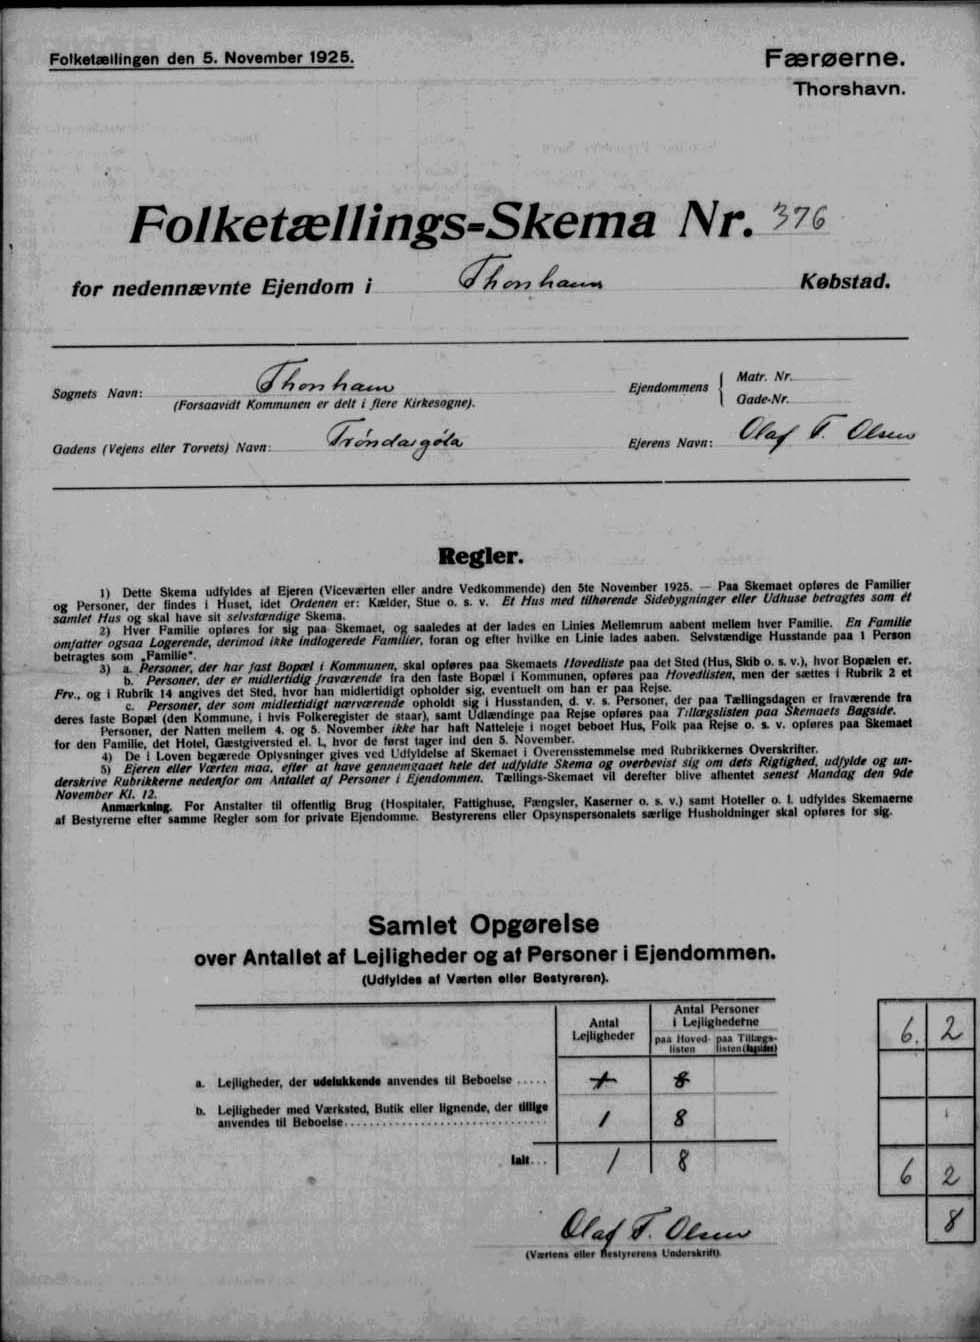 Folketællingen den 5. November 1925.
Færøerne.
Thorshavn.
Folketællings-Skema Nr. 376
for nedennævnte Ejendom i Thorshavn Købstad.
Sognets Navn: Thorshavn
(Forsaavidt Kommunen er delt i flere Kirkesogne).
Ejendommens { Matr. Nr.
Gade-Nr.
Gadens (Vejens eller Torvets) Navn: Tróndargøta
Ejerens Navn: Olaf F. Olsen
Regler.
1) Dette Skema udfyldes af Ejeren (Viceværten eller andre Vedkommende) den 5te November 1925. — Paa Skemaet opføres de Familier
og Personer, der findes i Huset, idet Ordenen er: Kælder, Stue o. s. v. Et Hus med tilhørende Sidebygninger eller Udhuse betragtes som ét
samlet Hus og skal have sit selvstændige Skema.
2) Hver Familie opføres for sig paa Skemaet, og saaledes at der lades en Linies Mellemrum aabent mellem hver Familie. En Familie
omfatter ogsaa Logerende, derimod ikke indlogerede Familier, foran og efter hvilke en Linie lades aaben. Selvstændige Husstande paa 1 Person
betragtes som „Familie“.
3) a. Personer, der har fast Bopæl i Kommunen, skal opføres paa Skemaets Hovedliste paa det Sted (Hus, Skib o. s. v.), hvor Bopælen er.
b. Personer, der er midlertidig fraværende fra den faste Bopæl i Kommunen, opføres paa Hovedlisten, men der sættes i Rubrik 2 et
Frv., og i Rubrik 14 angives det Sted, hvor han midlertidigt opholder sig, eventuelt om han er paa Rejse.
c. Personer, der som midlertidigt nærværende opholdt sig i Husstanden, d. v. s. Personer, der paa Tællingsdagen er fraværende fra
deres faste Bopæl (den Kommune, i hvis Folkeregister de staar), samt Udlændinge paa Rejse opføres paa Tillægslisten paa Skemaets Bagside.
Personer, der Natten mellem 4. og 5. November ikke har haft Natteleje i noget beboet Hus, Folk paa Rejse o. s. v. opføres paa Skemaet
for den Familie, det Hotel, Gæstgiversted el. l., hvor de først tager ind den 5. November.
4) De i Loven begærede Oplysninger gives ved Udfyldelse af Skemaet i Overensstemmelse med Rubrikkernes Overskrifter.
5) Ejeren eller Værten maa, efter at have gennemgaaet hele det udfyldte Skema og overbevist sig om dets Rigtighed, udfylde og un-
derskrive Rubrikkerne nedenfor om Antallet af Personer i Ejendommen. Tællings-Skemaet vil derefter blive afhentet senest Mandag den 9de
November Kl. 12.
Anmærkning. For Anstalter til offentlig Brug (Hospitaler, Fattighuse, Fængsler, Kaserner o. s. v.) samt Hoteller o. l. udfyldes Skemaerne
af Bestyrerne efter samme Regler som for private Ejendomme. Bestyrerens eller Opsynspersonalets særlige Husholdninger skal opføres for sig.
Samlet Opgørelse
over Antallet af Lejligheder og af Personer i Ejendommen.
(Udfyldes af Værten eller Bestyreren).
Antal Lejligheder
Antal Personer i Lejlighederne
paa Hovedlisten
paa Tillægslisten (Bagsiden)
a. Lejligheder, der udelukkende anvendes til Beboelse ..... 1 8
b. Lejligheder med Værksted, Butik eller lignende, der tillige
anvendes til Beboelse 1 8
Ialt... 1 8
6. 2
6 2
8
Olaf F. Olsen
(Værtens eller Bestyrerens Underskrift).